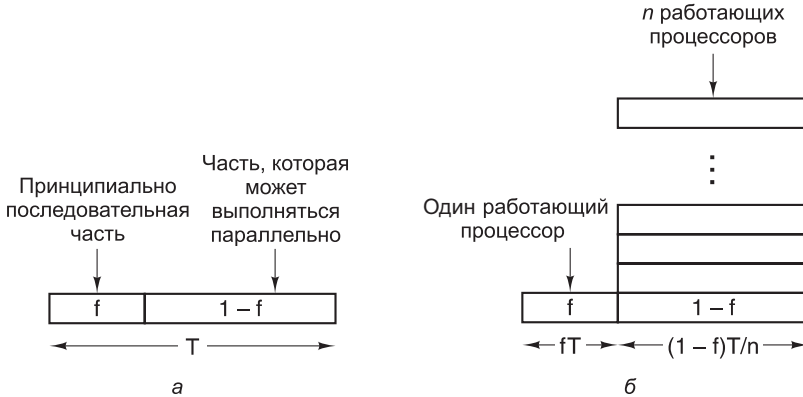 Принципиально
последовательная
часть
Часть, которая
может
выполняться
параллельно
f
1 – f
T
а
n работающих
процессоров
Один работающий
процессор
f
1 – f
fT
(1 – f)T/n
б